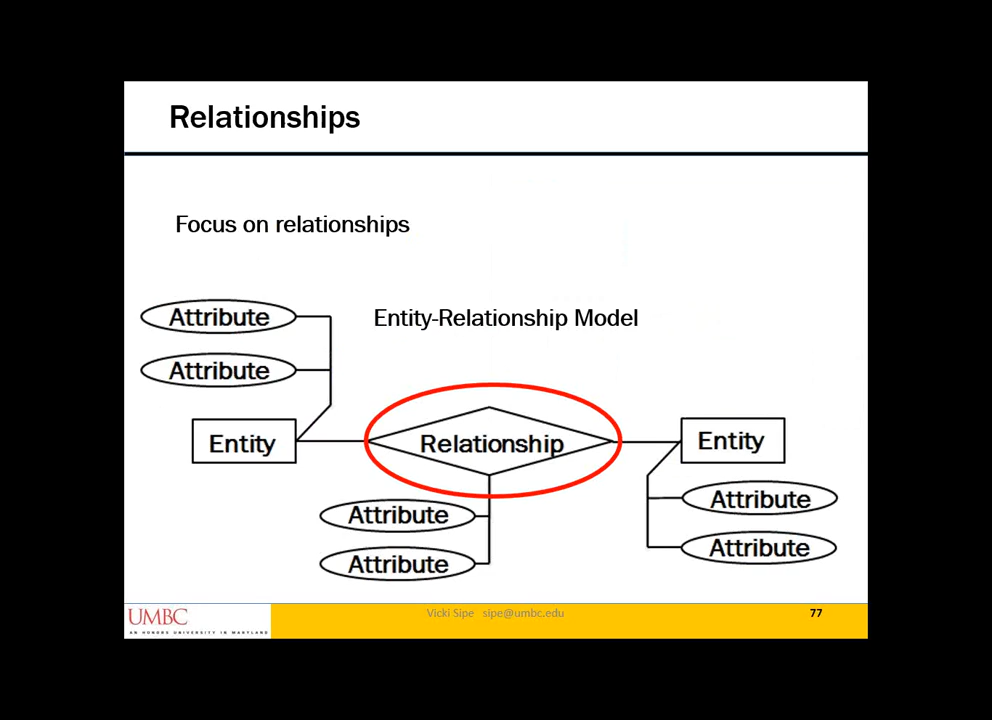 Relationships
Focus on relationships
Entity-Relationship Model
Attribute
Attribute
Entity
Relationship
Entity
Attribute
Attribute
Attribute
Attribute
UMBC
AN HONORS UNIVERSITY IN MARYLAND
Vicki Sipe sipe@umbc.edu
77